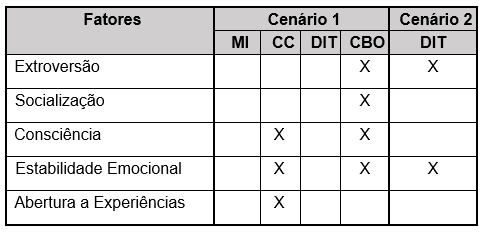 Fatores Cenário 1 Cenário 2
MI CC DIT CBO DIT
Extroversão X X
Socialização X
Consciência X X
Estabilidade Emocional X X X
Abertura a Experiências X